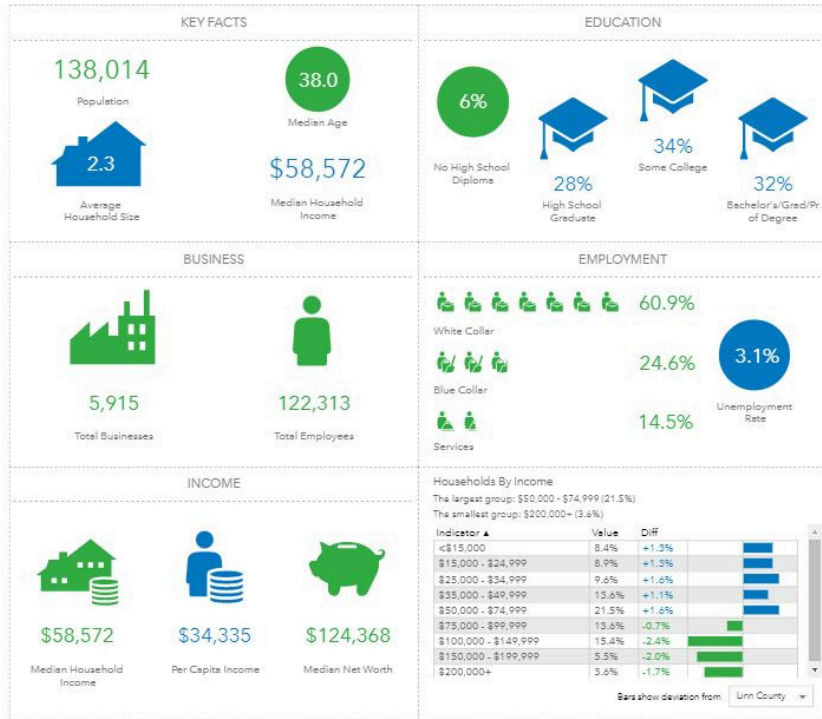 KEY FACTS
138,014
Population
38.0
Median Age
2.3
Average
Household Size
$58,572
Median Household
Income
EDUCATION
6%
No High School
Diploma
28%
High School
Graduate
34%
Some College
32%
Bachelor's/Grad/Pr
of Degree
BUSINESS
5,915
Total Businesses
122,313
Total Employees
EMPLOYMENT
60.9%
White Collar
24.6%
Blue Collar
14.5%
Services
3.1%
Unemployment
Rate
INCOME
$58,572
Median Household
Income
$34,335
Per Capita Income
$124,368
Median Net Worth
Households By Income
The largest group: $50,000 - $74,999 (21.5%)
The smallest group: $200,000+ (3.6%)
Indicator ▲ Value Diff
<$15,000 8.4% +1.3%
$15,000 - $24,999 8.9% +1.3%
$25,000 - $34,999 9.6% +1.6%
$35,000 - $49,999 13.6% +1.1%
$50,000 - $74,999 21.5% +1.6%
$75,000 - $99,999 13.6% -0.7%
$100,000 - $149,999 15.4% -2.4%
$150,000 - $199,999 5.5% -2.0%
$200,000+ 3.6% -1.7%
Bars show deviation from Linn County